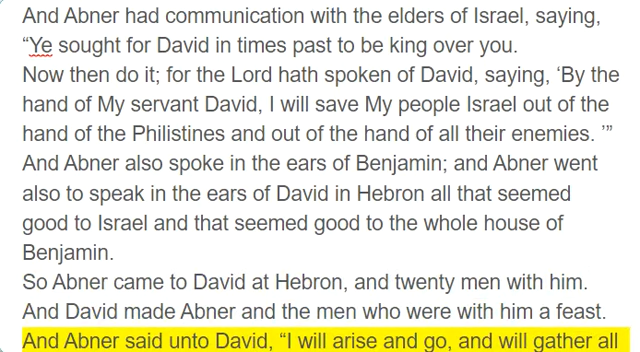 And Abner had communication with the elders of Israel, saying,
“Ye sought for David in times past to be king over you.
Now then do it; for the Lord hath spoken of David, saying, ‘By the
hand of My servant David, I will save My people Israel out of the
hand of the Philistines and out of the hand of all their enemies. ’”
And Abner also spoke in the ears of Benjamin; and Abner went
also to speak in the ears of David in Hebron all that seemed
good to Israel and that seemed good to the whole house of
Benjamin.
So Abner came to David at Hebron, and twenty men with him.
And David made Abner and the men who were with him a feast.
And Abner said unto David, “I will arise and go, and will gather all